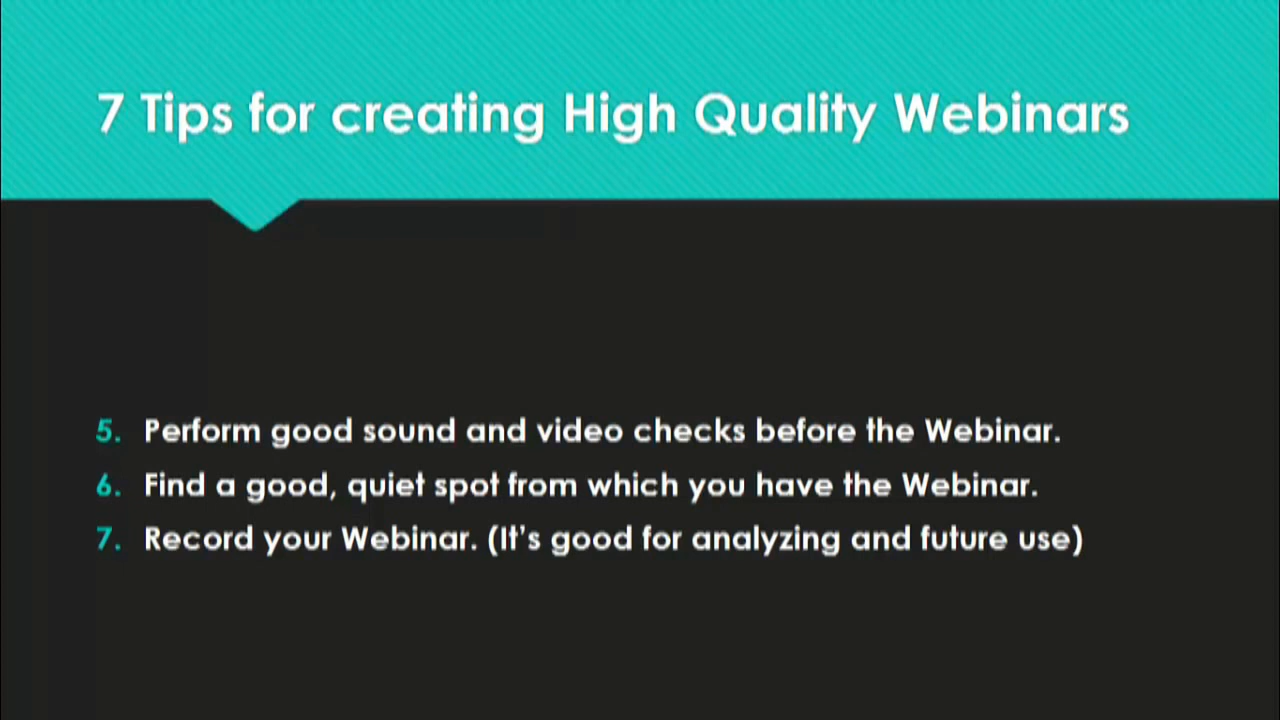 7 Tips for creating High Quality Webinars
5. Perform good sound and video checks before the Webinar.
6. Find a good, quiet spot from which you have the Webinar.
7. Record your Webinar. (It's good for analyzing and future use)